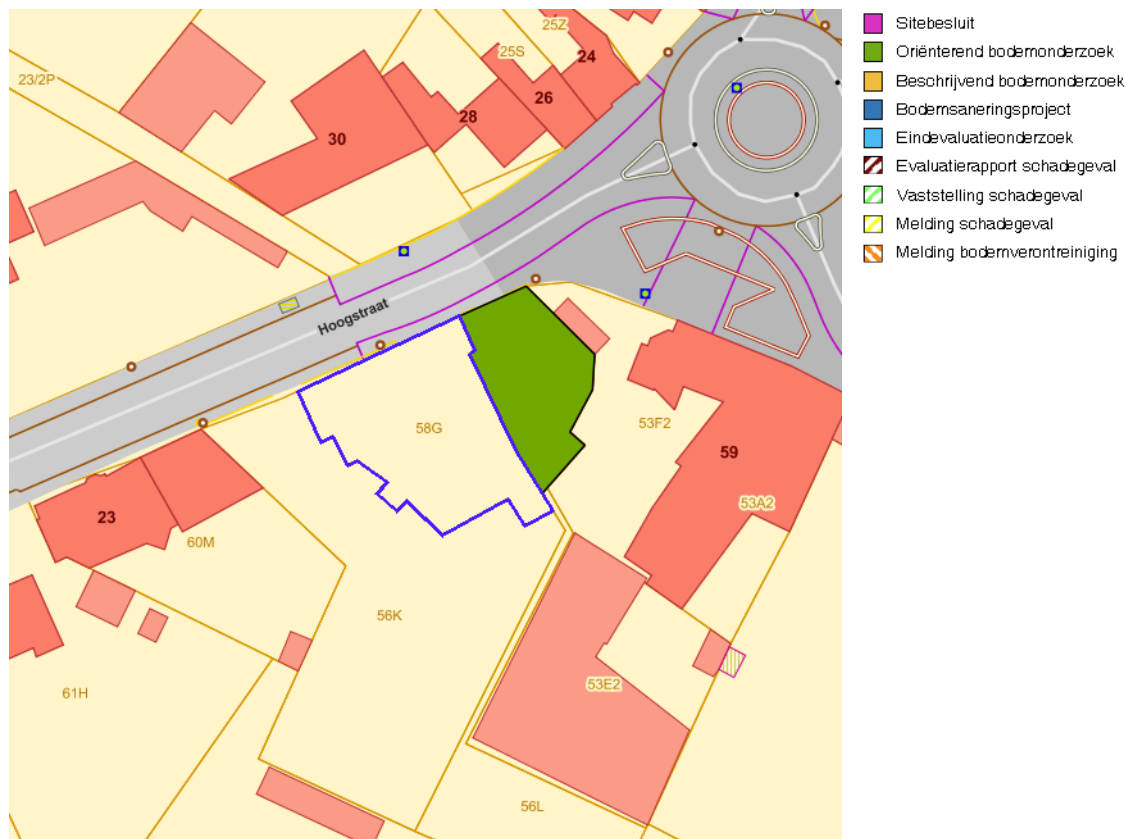 25Z
25S
24
23/2P
26
28
30
Hoogstraat
58G
53F2
59
53A2
23
60M
56K
61H
53E2
56L
Sitebesluit
Oriënterend bodemonderzoek
Beschrijvend bodemonderzoek
Bodemsaneringsproject
Eindevaluatieonderzoek
Evaluatierapport schadegeval
Vaststelling schadegeval
Melding schadegeval
Melding bodemverontreiniging